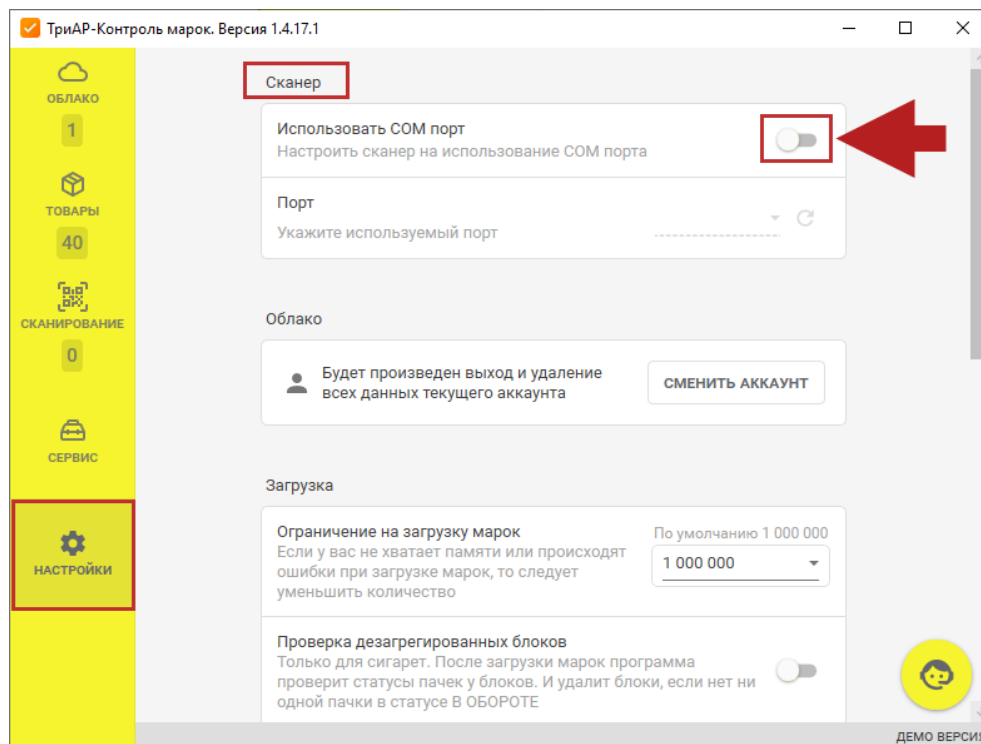 ТриАР-Контроль марок. Версия 1.4.17.1
ОБЛАКО
1
ТОВАРЫ
40
СКАНИРОВАНИЕ
0
СЕРВИС
НАСТРОЙКИ
Сканер
Использовать COM порт
Настроить сканер на использование COM порта
Порт
Укажите используемый порт
Облако
Будет произведен выход и удаление
всех данных текущего аккаунта
СМЕНИТЬ АККАУНТ
Загрузка
Ограничение на загрузку марок
Если у вас не хватает памяти или происходят
ошибки при загрузке марок, то следует
уменьшить количество
По умолчанию 1 000 000
1 000 000
Проверка дезагрегированных блоков
Только для сигарет. После загрузки марок программа
проверит статусы пачек у блоков. И удалит блоки, если нет ни
одной пачки в статусе В ОБОРОТЕ
ДЕМО ВЕРСИЯ